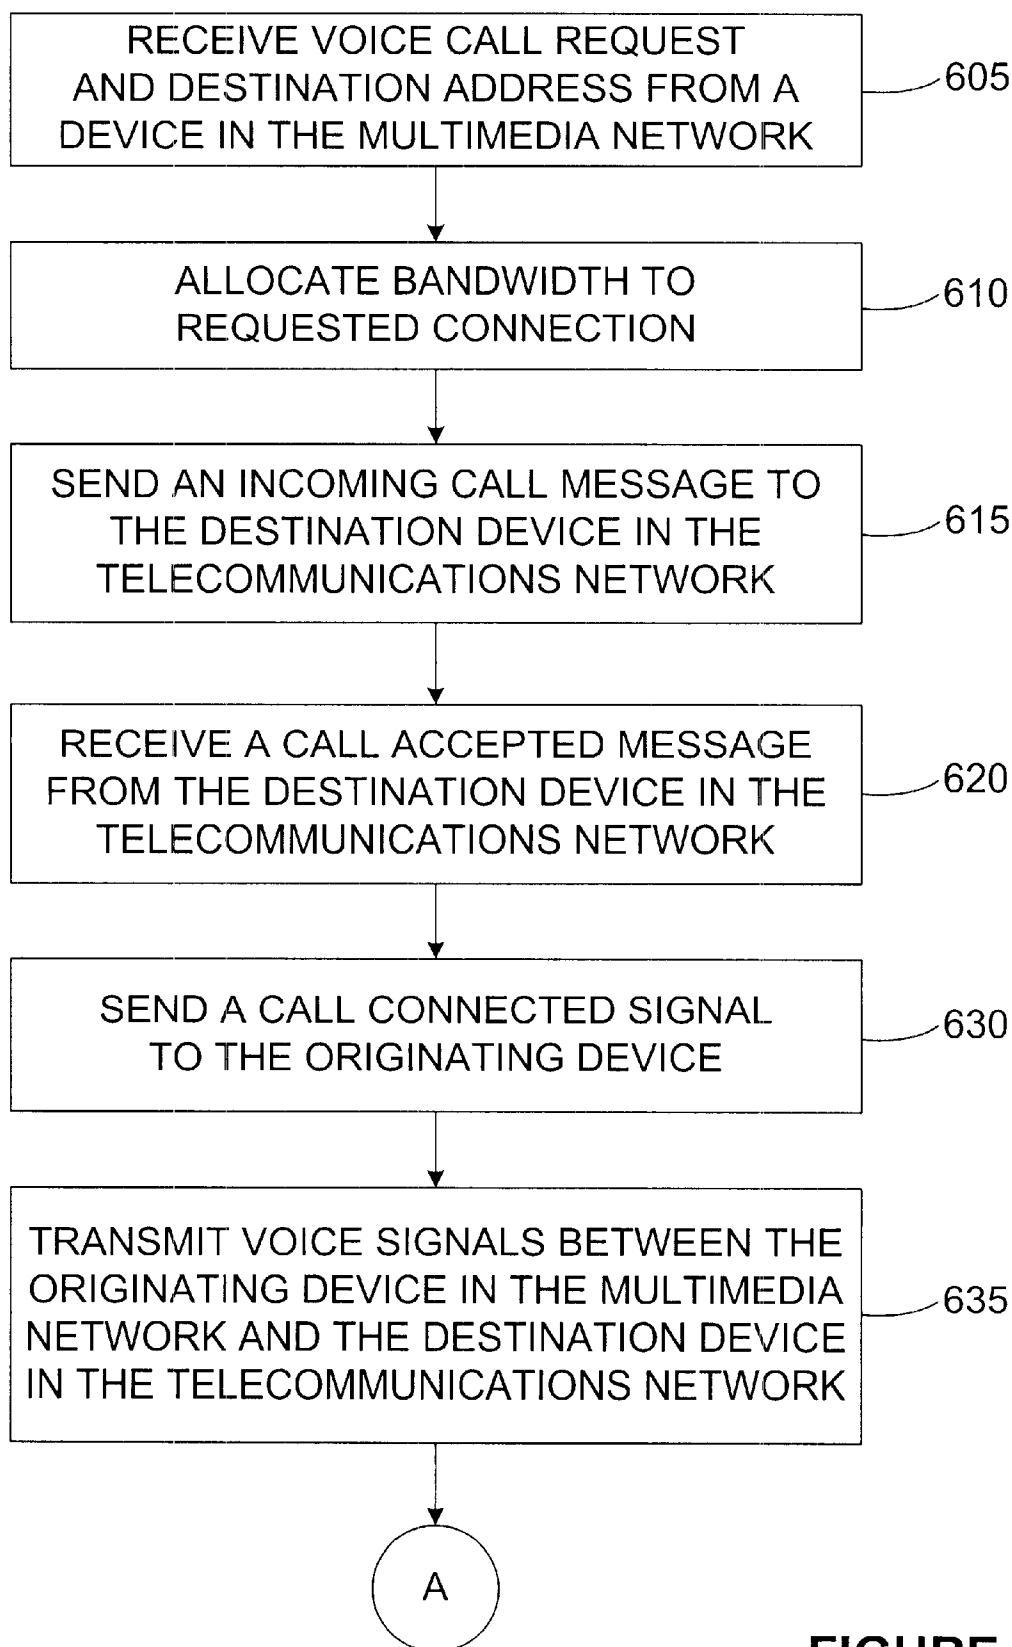 RECEIVE VOICE CALL REQUEST
AND DESTINATION ADDRESS FROM A
DEVICE IN THE MULTIMEDIA NETWORK
605
ALLOCATE BANDWIDTH TO
REQUESTED CONNECTION
610
SEND AN INCOMING CALL MESSAGE TO
THE DESTINATION DEVICE IN THE
TELECOMMUNICATIONS NETWORK
615
RECEIVE A CALL ACCEPTED MESSAGE
FROM THE DESTINATION DEVICE IN THE
TELECOMMUNICATIONS NETWORK
620
SEND A CALL CONNECTED SIGNAL
TO THE ORIGINATING DEVICE
630
TRANSMIT VOICE SIGNALS BETWEEN THE
ORIGINATING DEVICE IN THE MULTIMEDIA
NETWORK AND THE DESTINATION DEVICE
IN THE TELECOMMUNICATIONS NETWORK
635
A
FIGURE